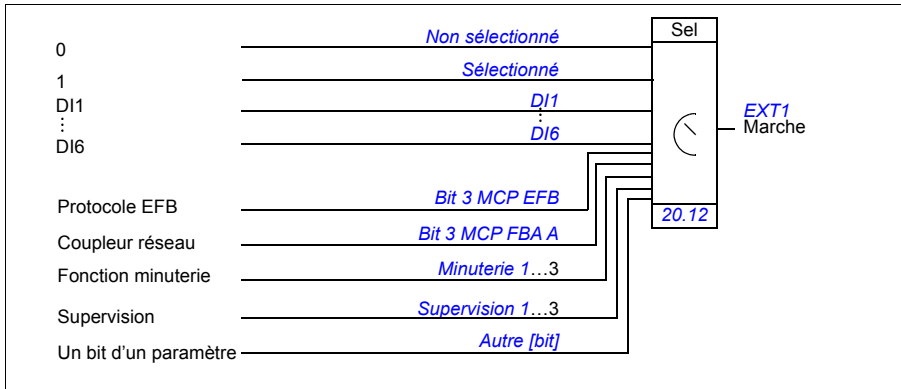 Sel
0 Non sélectionné
1 Sélectionné
DI1 DI1
⋮ ⋮
DI6 DI6
EXT1
Marche
Protocole EFB Bit 3 MCP EFB
20.12
Coupleur réseau Bit 3 MCP FBA A
Fonction minuterie Minuterie 1…3
Supervision Supervision 1…3
Un bit d’un paramètre Autre [bit]